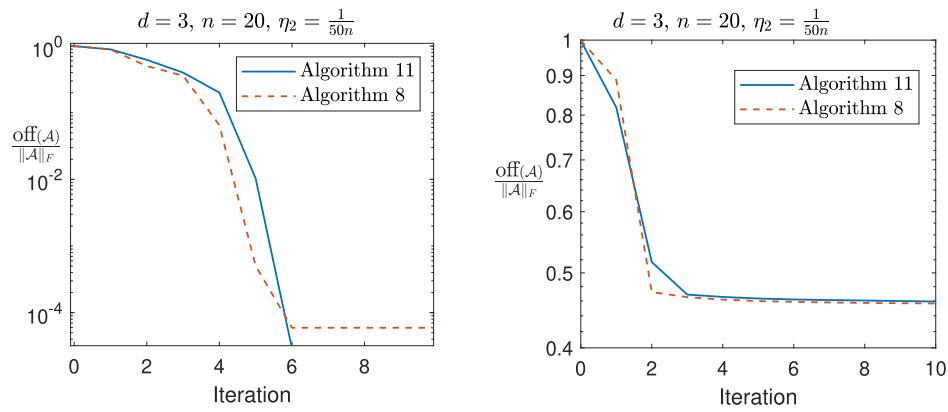 d = 3, n = 20, η₂ = 1/50n
10⁰
10⁻²
10⁻⁴
off(𝒜)/‖𝒜‖_F
Algorithm 11
Algorithm 8
0 2 4 6 8
Iteration
d = 3, n = 20, η₂ = 1/50n
1
0.9
0.8
0.7
0.6
0.5
0.4
off(𝒜)/‖𝒜‖_F
Algorithm 11
Algorithm 8
0 2 4 6 8 10
Iteration